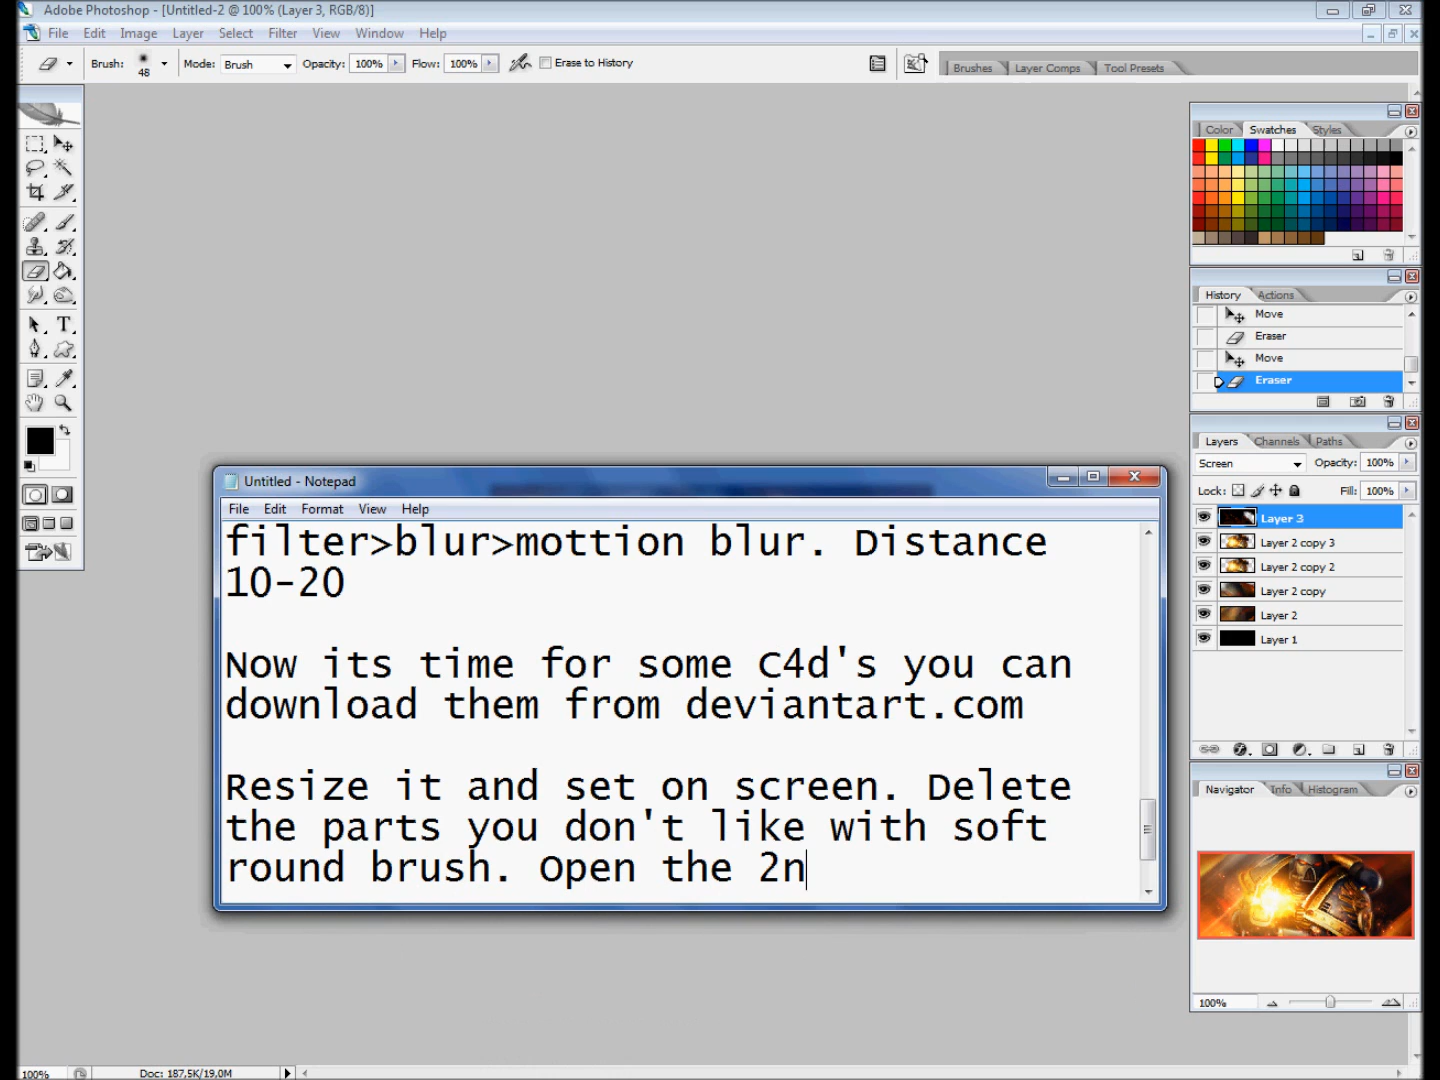 Adobe Photoshop - [Untitled-2 @ 100% (Layer 3, RGB/8)]
File Edit Image Layer Select Filter View Window Help
Brush: 48 Mode: Brush Opacity: 100% Flow: 100% Erase to History
Brushes Layer Comps Tool Presets
Color Swatches Styles
History Actions
Move
Eraser
Move
Eraser
Layers Channels Paths
Screen Opacity: 100%
Lock: Fill: 100%
Layer 3
Layer 2 copy 3
Layer 2 copy 2
Layer 2 copy
Layer 2
Layer 1
Navigator Info Histogram
100%
Untitled - Notepad
File Edit Format View Help
filter>blur>mottion blur. Distance
10-20
Now its time for some C4d's you can
download them from deviantart.com
Resize it and set on screen. Delete
the parts you don't like with soft
round brush. Open the 2n
100% Doc: 187,5K/19,0M